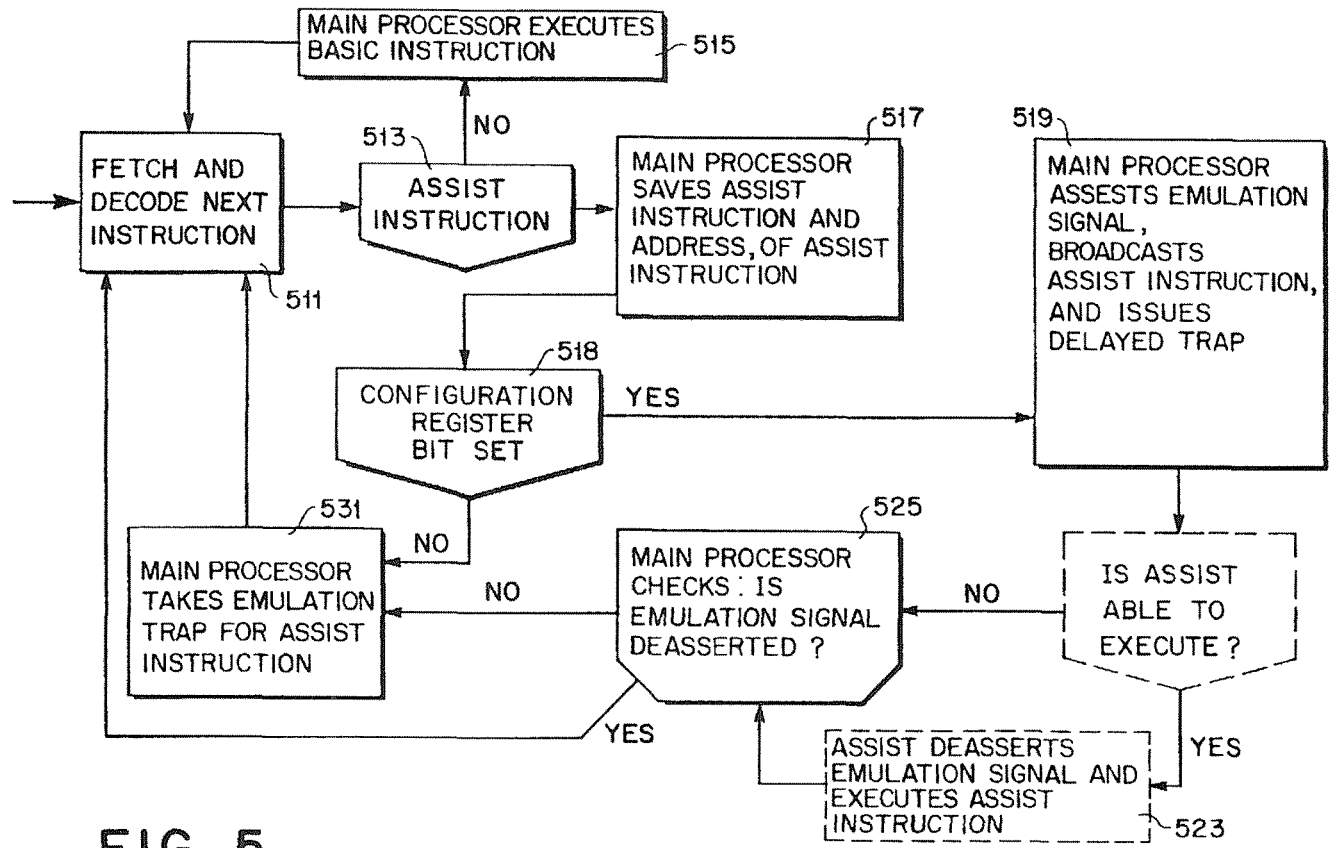 MAIN PROCESSOR EXECUTES
BASIC INSTRUCTION
515
FETCH AND
DECODE NEXT
INSTRUCTION
511
NO
513
ASSIST
INSTRUCTION
517
MAIN PROCESSOR
SAVES ASSIST
INSTRUCTION AND
ADDRESS, OF ASSIST
INSTRUCTION
519
MAIN PROCESSOR
ASSESTS EMULATION
SIGNAL,
BROADCASTS
ASSIST INSTRUCTION,
AND ISSUES
DELAYED TRAP
518
CONFIGURATION
REGISTER
BIT SET
YES
NO
531
MAIN PROCESSOR
TAKES EMULATION
TRAP FOR ASSIST
INSTRUCTION
NO
525
MAIN PROCESSOR
CHECKS: IS
EMULATION SIGNAL
DEASSERTED ?
YES
NO
IS ASSIST
ABLE TO
EXECUTE ?
YES
ASSIST DEASSERTS
EMULATION SIGNAL AND
EXECUTES ASSIST
INSTRUCTION
523
FIG 5